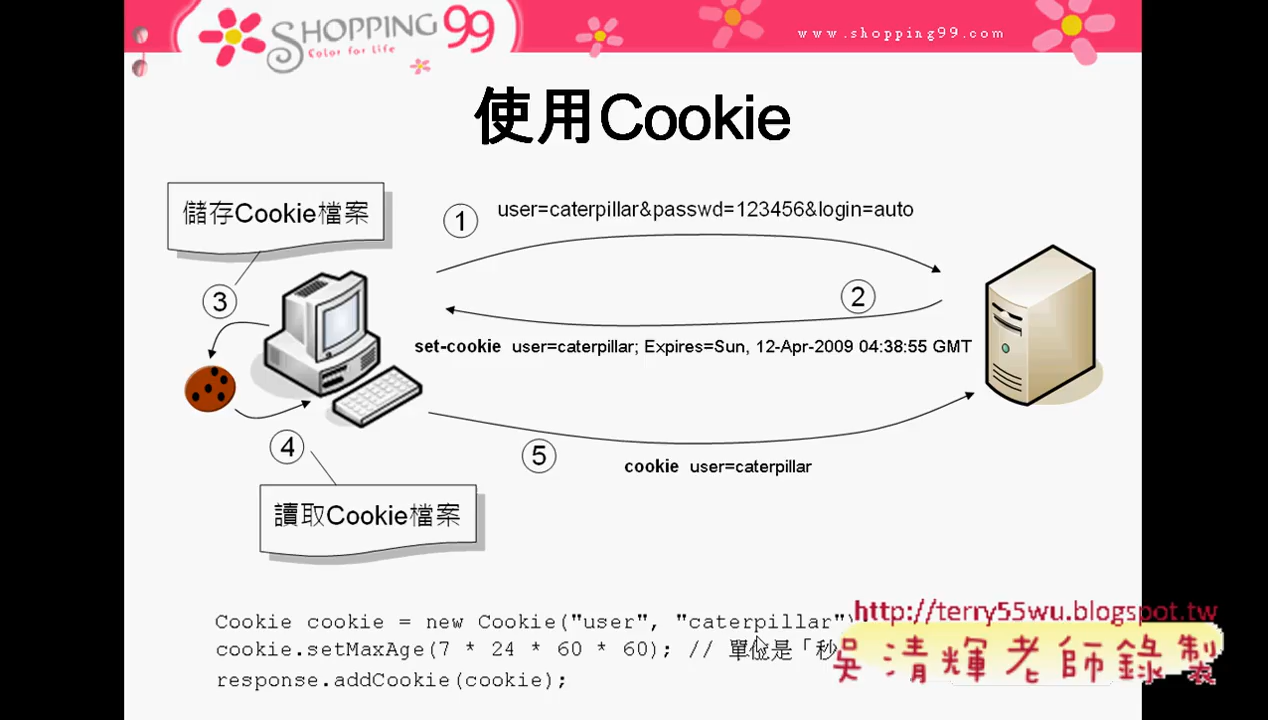 SHOPPING 99
Color for Life
www.shopping99.com
使用Cookie
儲存Cookie檔案
1
user=caterpillar&passwd=123456&login=auto
2
3
set-cookie user=caterpillar; Expires=Sun, 12-Apr-2009 04:38:55 GMT
4
5
cookie user=caterpillar
讀取Cookie檔案
Cookie cookie = new Cookie("user", "caterpillar")
cookie.setMaxAge(7 * 24 * 60 * 60); // 單位是「秒
response.addCookie(cookie);
http://terry55wu.blogspot.tw
吳清輝老師錄製